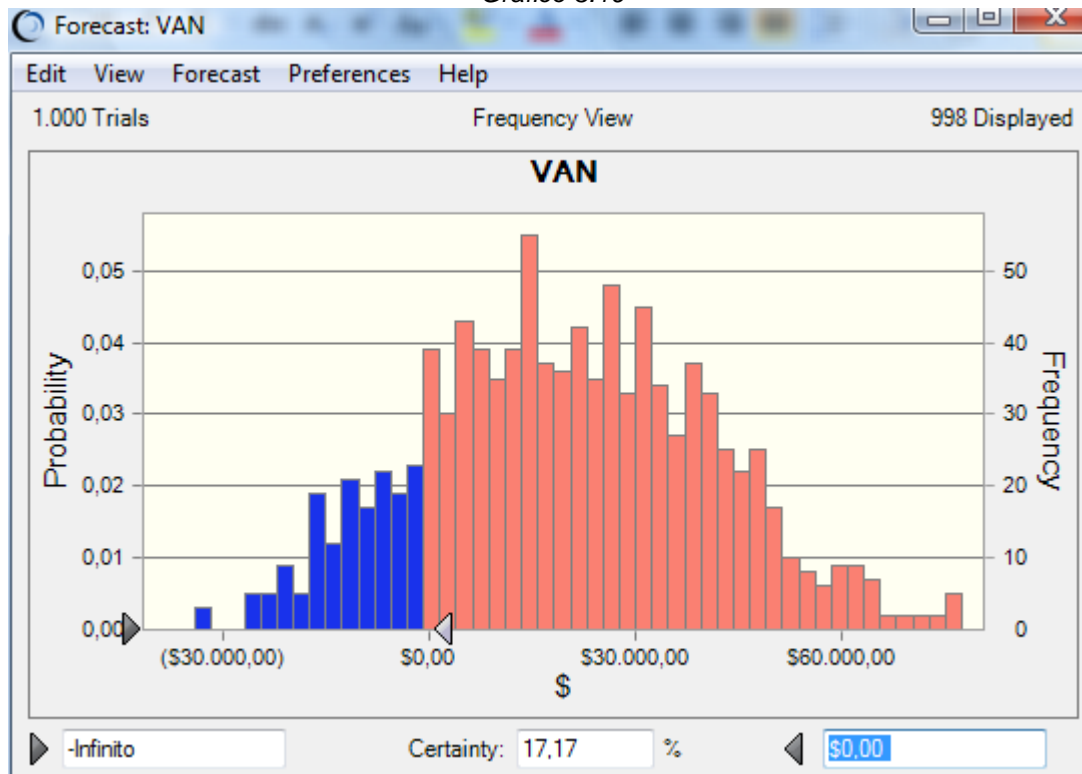 Forecast: VAN
Edit View Forecast Preferences Help
1.000 Trials Frequency View 998 Displayed
VAN
0,05 50
0,04 40
0,03 30
0,02 20
0,01 10
0,00 0
Probability
Frequency
($30.000,00) $0,00 $30.000,00 $60.000,00
$
-Infinito Certainty: 17,17 % $0,00